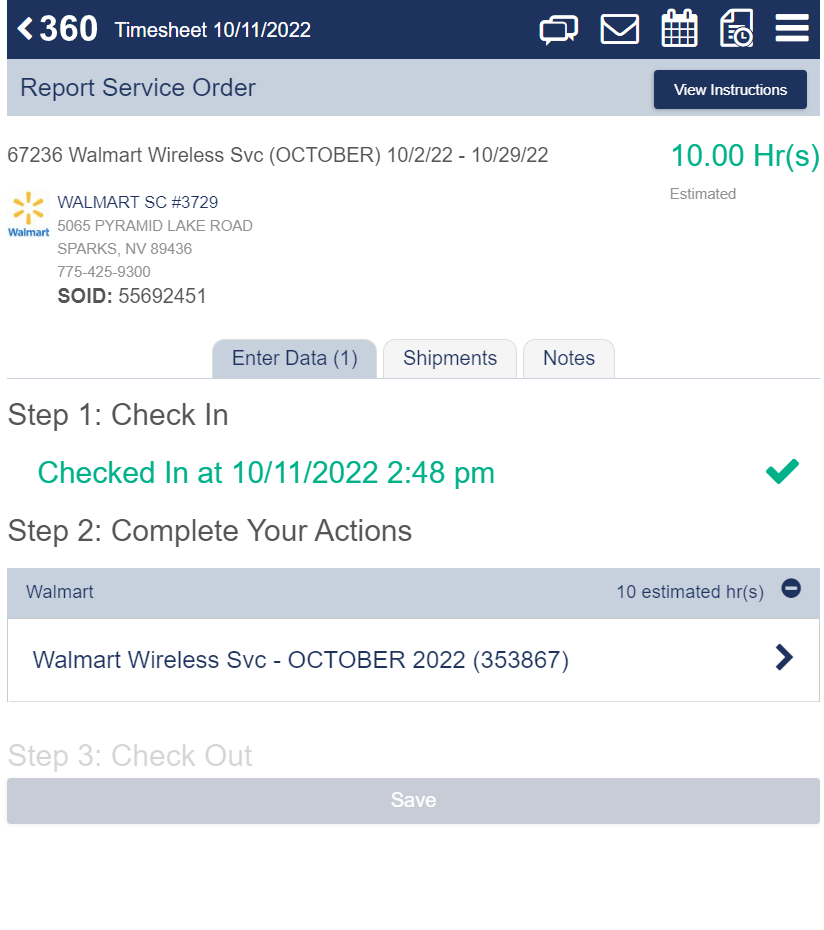 360 Timesheet 10/11/2022
Report Service Order
View Instructions
67236 Walmart Wireless Svc (OCTOBER) 10/2/22 - 10/29/22
10.00 Hr(s)
Estimated
Walmart
WALMART SC #3729
5065 PYRAMID LAKE ROAD
SPARKS, NV 89436
775-425-9300
SOID: 55692451
Enter Data (1) Shipments Notes
Step 1: Check In
Checked In at 10/11/2022 2:48 pm
Step 2: Complete Your Actions
Walmart 10 estimated hr(s)
Walmart Wireless Svc - OCTOBER 2022 (353867)
Step 3: Check Out
Save